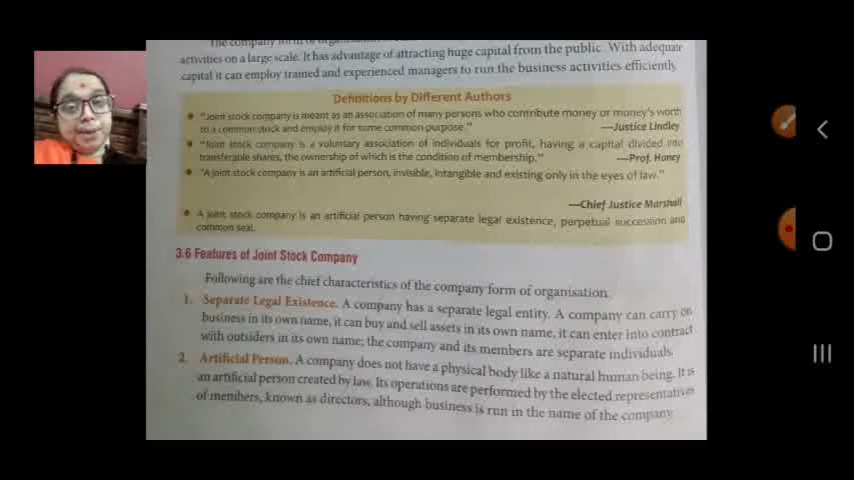 The company form of
activities on a large scale. It has advantage of attracting huge capital from the public. With adequate
capital it can employ trained and experienced managers to run the business activities efficiently.
Definitions by Different Authors
• "Joint stock company is meant as an association of many persons who contribute money or money's worth
to a common stock and employ it for some common purpose." —Justice Lindley
• "Joint stock company is a voluntary association of individuals for profit, having a capital divided into
transferable shares, the ownership of which is the condition of membership." —Prof. Haney
• "A joint stock company is an artificial person, invisible, intangible and existing only in the eyes of law."
—Chief Justice Marshall
• A joint stock company is an artificial person having separate legal existence, perpetual succession and
common seal.
3.6 Features of Joint Stock Company
Following are the chief characteristics of the company form of organisation.
1. Separate Legal Existence. A company has a separate legal entity. A company can carry on
business in its own name, it can buy and sell assets in its own name, it can enter into contract
with outsiders in its own name; the company and its members are separate individuals.
2. Artificial Person. A company does not have a physical body like a natural human being. It is
an artificial person created by law. Its operations are performed by the elected representatives
of members, known as directors, although business is run in the name of the company